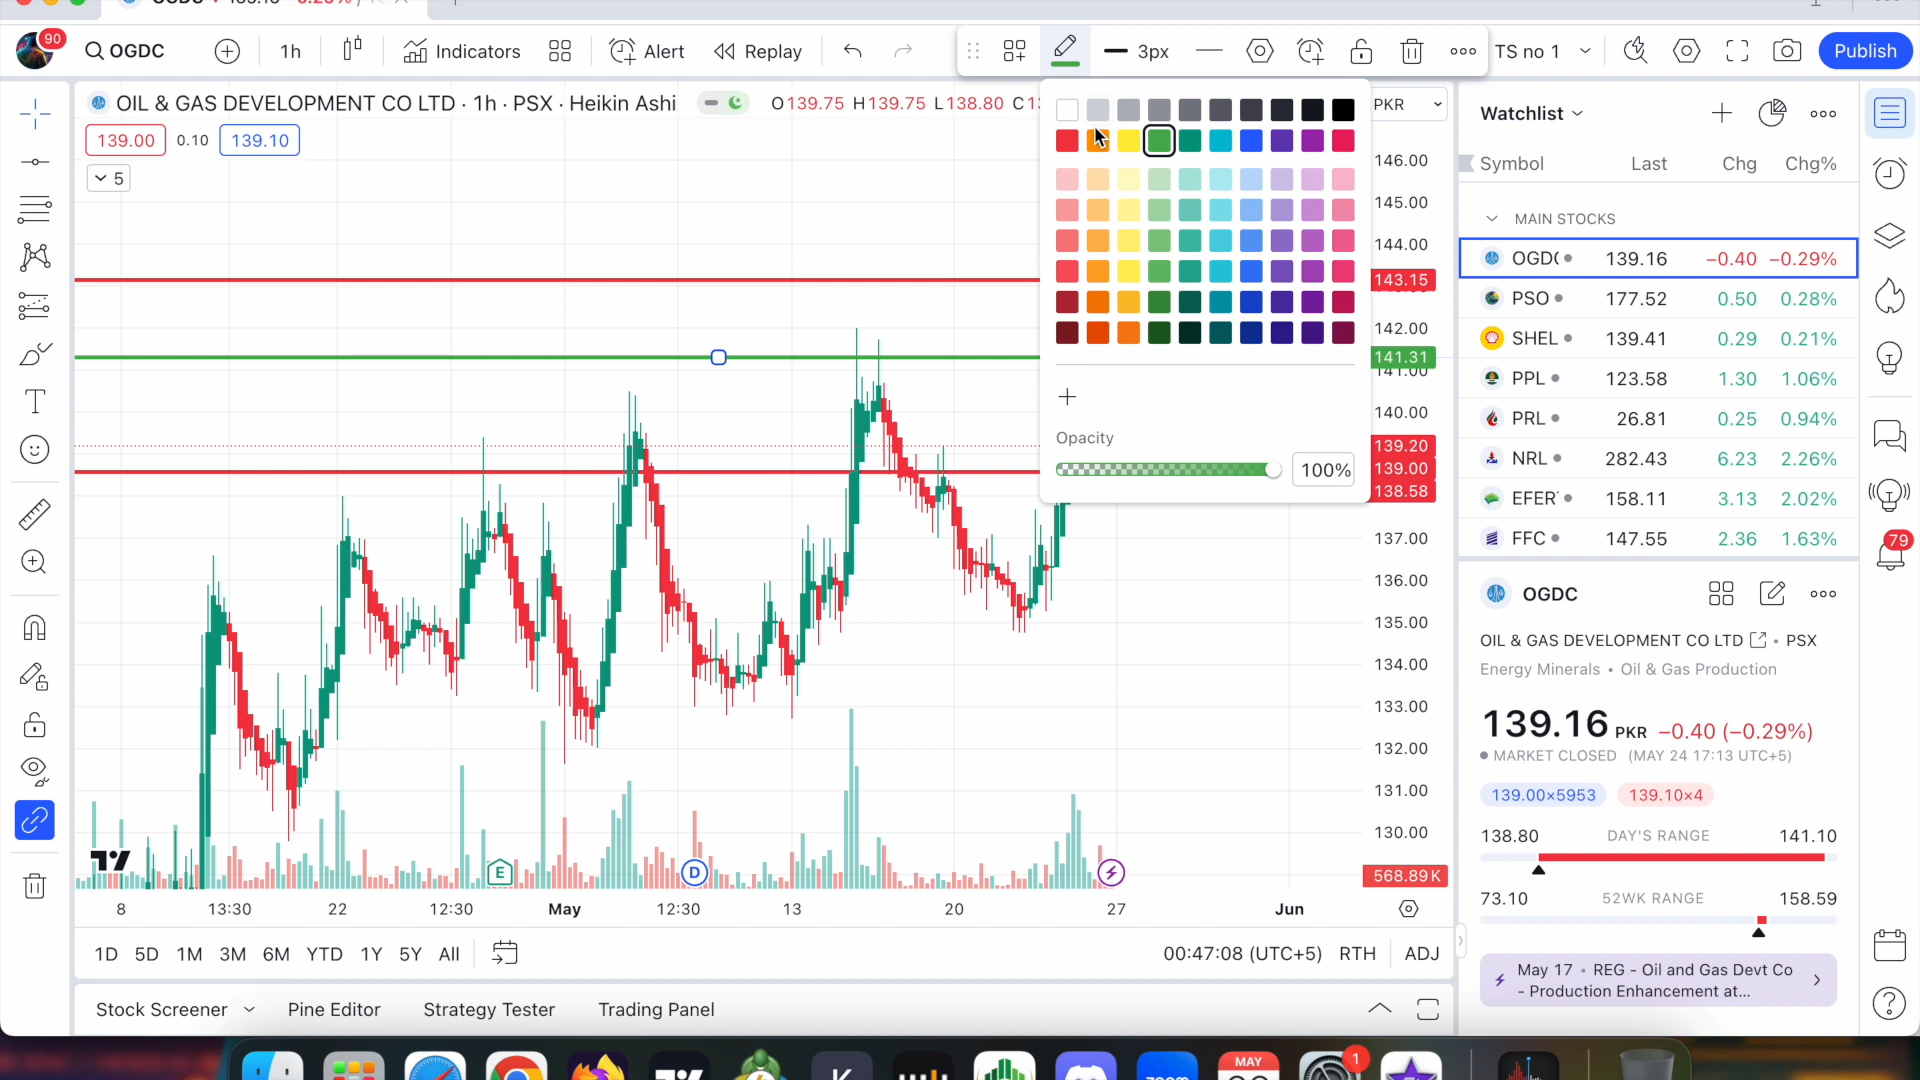 90
OGDC
1h
Indicators
Alert
Replay
3px
TS no 1
Publish
OIL & GAS DEVELOPMENT CO LTD · 1h · PSX · Heikin Ashi
O139.75 H139.75 L138.80
139.00
0.10
139.10
5
PKR
146.00
145.00
144.00
143.15
142.00
141.31
141.00
140.00
139.20
139.00
138.58
137.00
136.00
135.00
134.00
133.00
132.00
131.00
130.00
568.89K
Opacity
100%
E
D
8
13:30
22
12:30
May
12:30
13
20
27
Jun
1D
5D
1M
3M
6M
YTD
1Y
5Y
All
00:47:08 (UTC+5)
RTH
ADJ
Stock Screener
Pine Editor
Strategy Tester
Trading Panel
Watchlist
Symbol Last Chg Chg%
MAIN STOCKS
OGDC 139.16 −0.40 −0.29%
PSO 177.52 0.50 0.28%
SHEL 139.41 0.29 0.21%
PPL 123.58 1.30 1.06%
PRL 26.81 0.25 0.94%
NRL 282.43 6.23 2.26%
EFER 158.11 3.13 2.02%
FFC 147.55 2.36 1.63%
79
OGDC
OIL & GAS DEVELOPMENT CO LTD • PSX
Energy Minerals • Oil & Gas Production
139.16 PKR −0.40 (−0.29%)
MARKET CLOSED (MAY 24 17:13 UTC+5)
139.00×5953
139.10×4
138.80 DAY'S RANGE 141.10
73.10 52WK RANGE 158.59
May 17 • REG - Oil and Gas Devt Co
- Production Enhancement at...
MAY
1